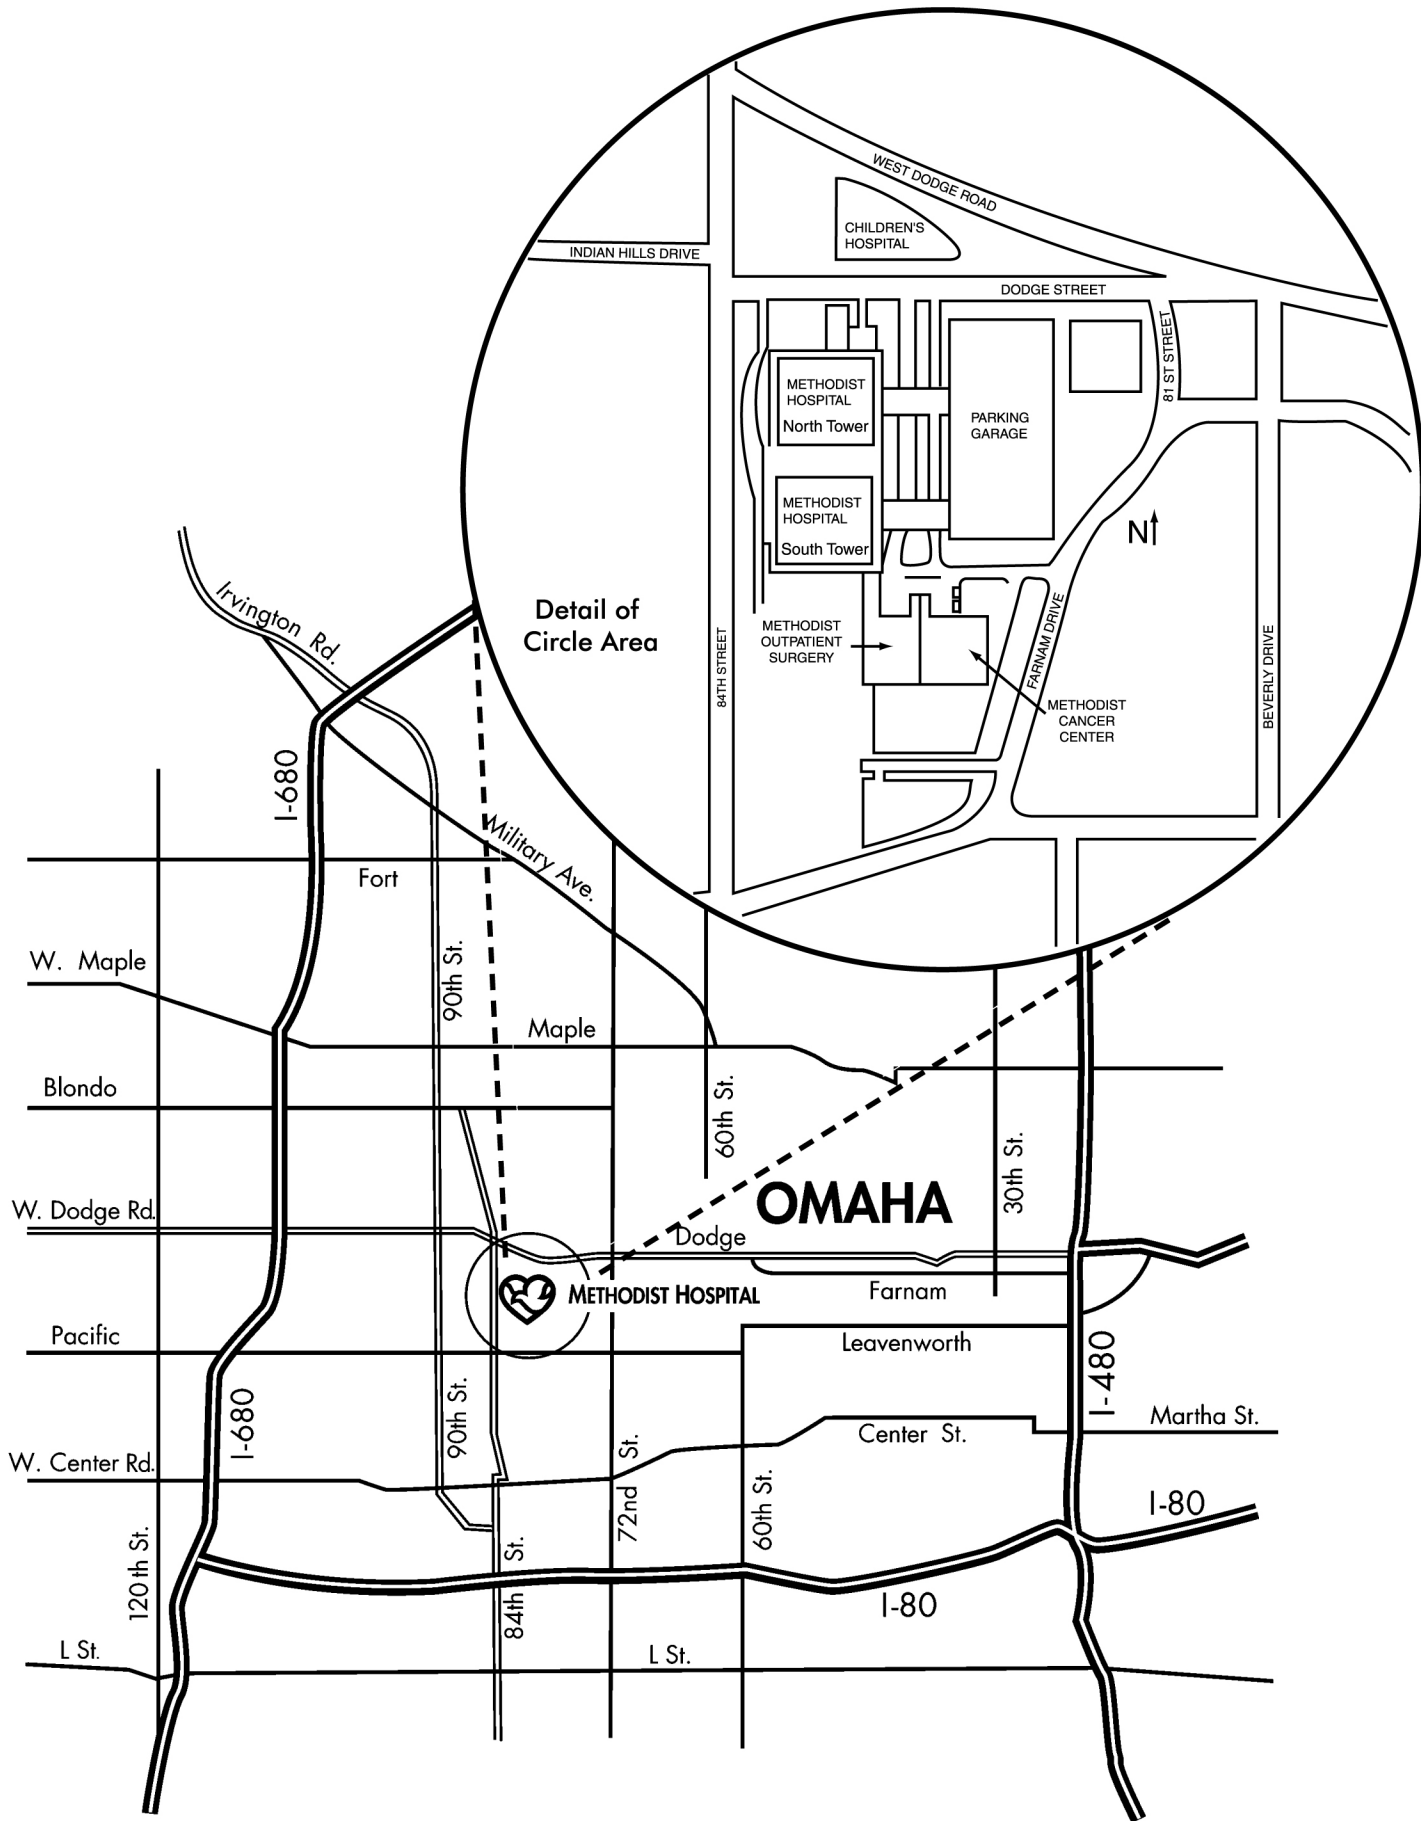 WEST DODGE ROAD
CHILDREN'S
HOSPITAL
INDIAN HILLS DRIVE
DODGE STREET
81 ST STREET
METHODIST
HOSPITAL
North Tower
PARKING
GARAGE
METHODIST
HOSPITAL
South Tower
N
Detail of
Circle Area
METHODIST
OUTPATIENT
SURGERY
84TH STREET
FARNAM DRIVE
BEVERLY DRIVE
METHODIST
CANCER
CENTER
Irvington Rd.
I-680
Military Ave.
Fort
W. Maple
90th St.
Maple
Blondo
60th St.
30th St.
W. Dodge Rd.
OMAHA
Dodge
METHODIST HOSPITAL
Farnam
Pacific
Leavenworth
I-480
I-680
90th St.
Center St.
Martha St.
W. Center Rd.
72nd St.
60th St.
I-80
120th St.
84th St.
I-80
L St.
L St.